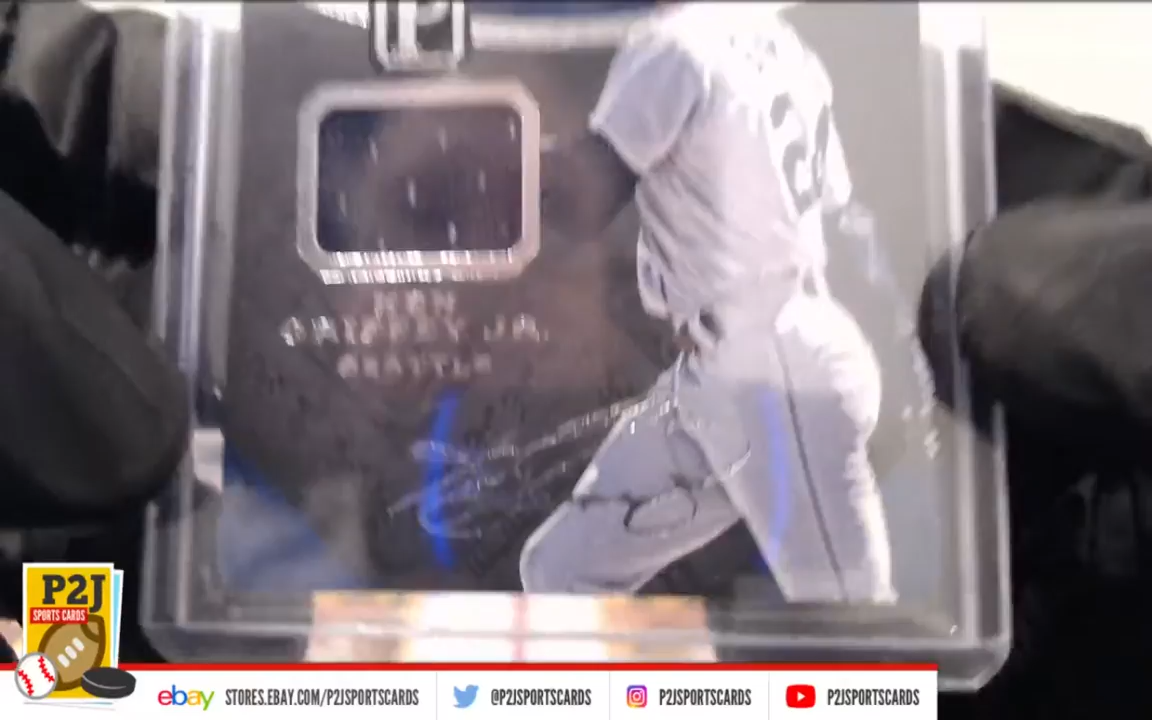 P
KEN
GRIFFEY JR.
SEATTLE
P2J
SPORTS CARDS
ebay STORES.EBAY.COM/P2JSPORTSCARDS @P2JSPORTSCARDS P2JSPORTSCARDS P2JSPORTSCARDS